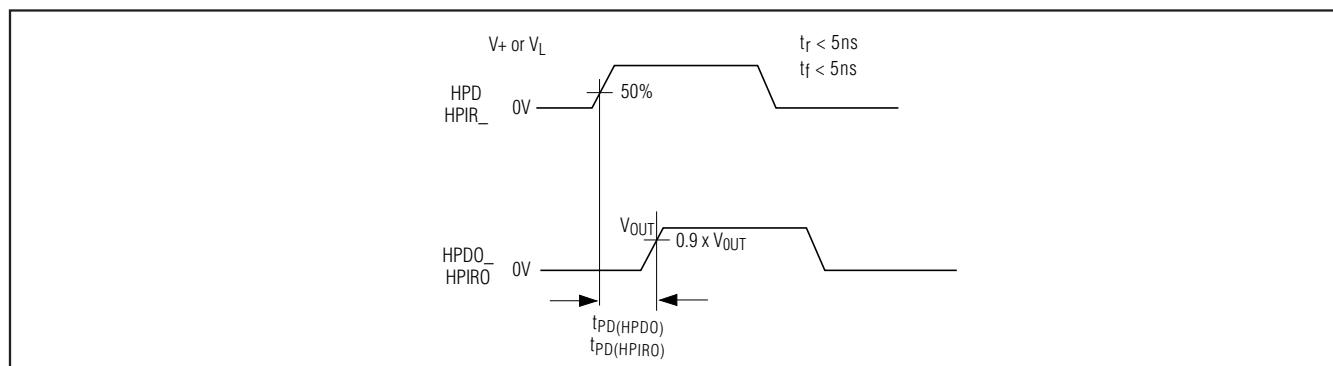 V+ or VL
tr < 5ns
tf < 5ns
HPD
HPIR_
0V
50%
VOUT
0.9 x VOUT
HPDO_
HPIRO
0V
tPD(HPDO)
tPD(HPIRO)